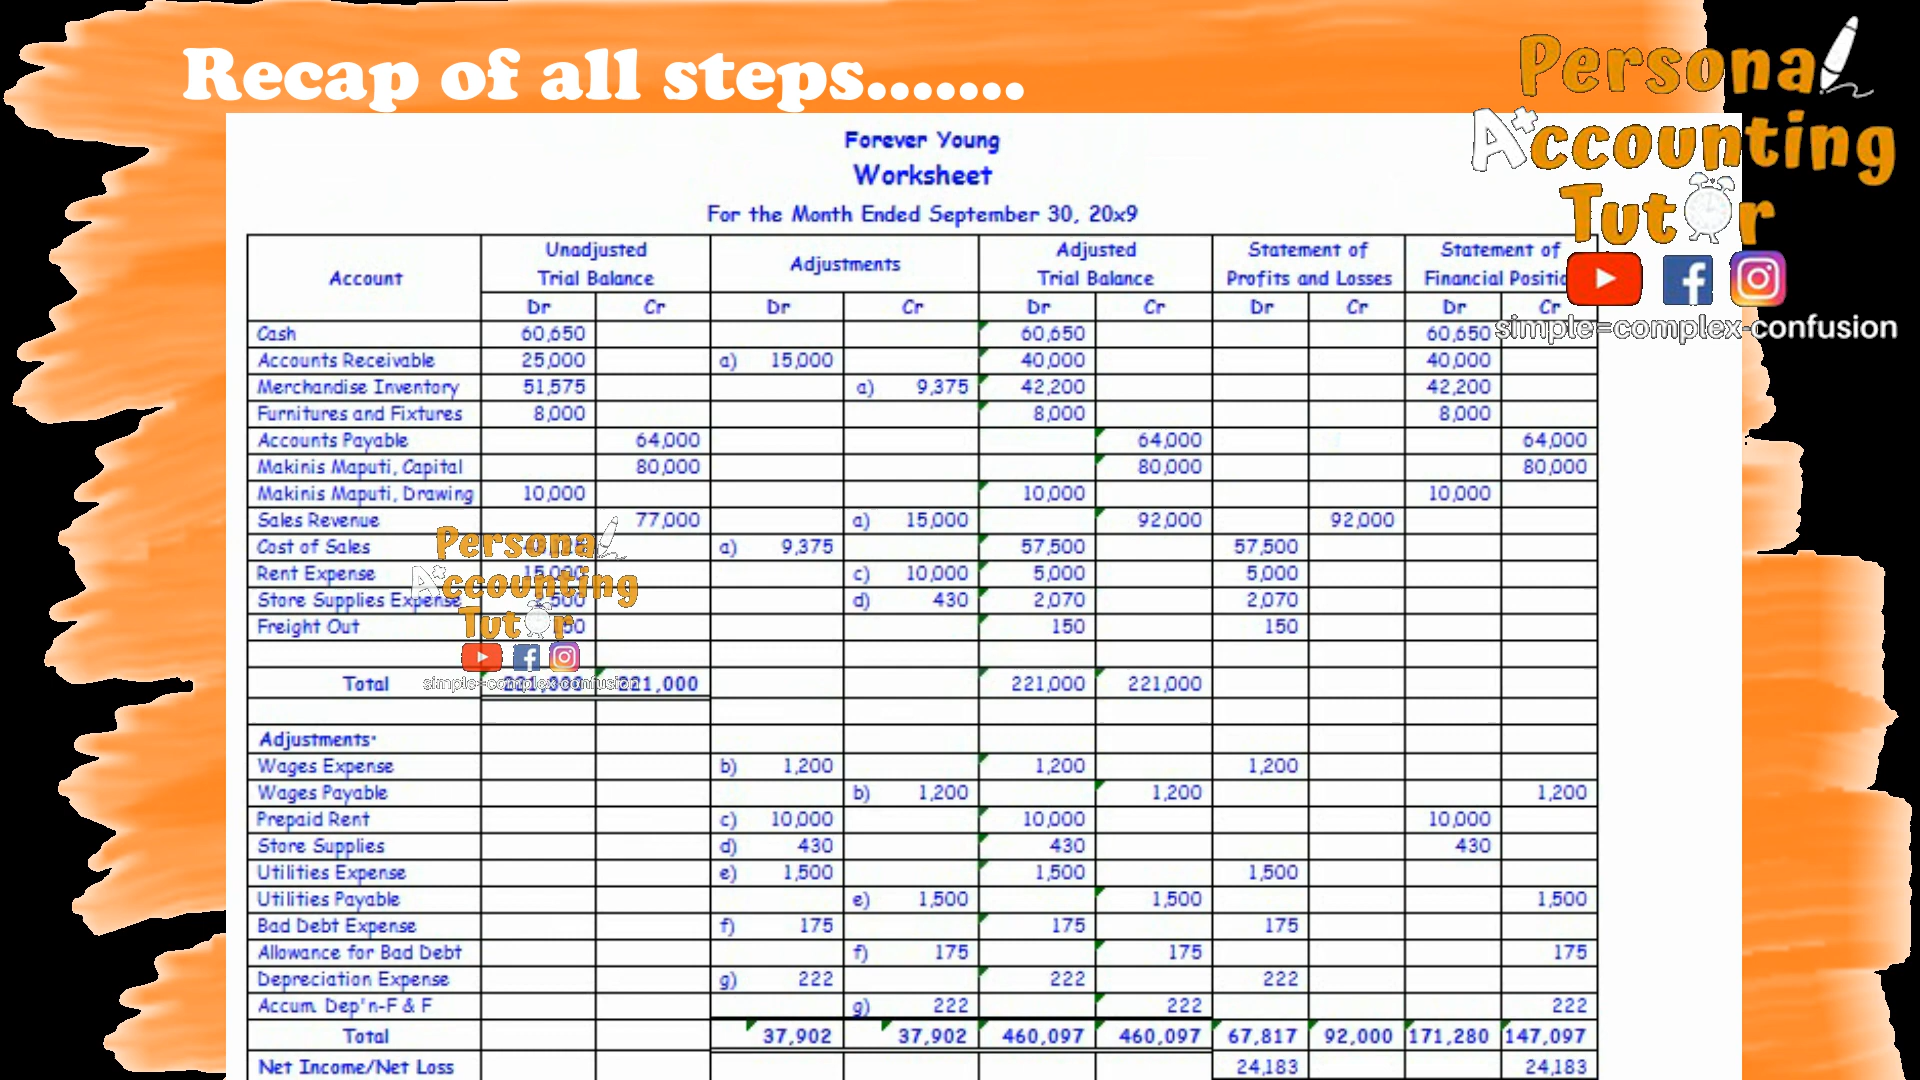 Recap of all steps.......
Personal
A+ccounting
Tutor
simple=complex-confusion
Forever Young
Worksheet
For the Month Ended September 30, 20x9
Account Unadjusted Trial Balance Adjustments Adjusted Trial Balance Statement of Profits and Losses Statement of Financial
Dr Cr Dr Cr Dr Cr Dr Cr Dr Cr
Cash 60,650 60,650 60,650
Accounts Receivable 25,000 a) 15,000 40,000 40,000
Merchandise Inventory 51,575 a) 9,375 42,200 42,200
Furnitures and Fixtures 8,000 8,000 8,000
Accounts Payable 64,000 64,000 64,000
Makinis Maputi, Capital 80,000 80,000 80,000
Makinis Maputi, Drawing 10,000 10,000 10,000
Sales Revenue 77,000 a) 15,000 92,000 92,000
Cost of Sales a) 9,375 57,500 57,500
Rent Expense c) 10,000 5,000 5,000
Store Supplies Expense d) 430 2,070 2,070
Freight Out 150 150
Personal
A+ccounting
Tutor
simple=complex-confusion
Total 221,000 221,000
Adjustments:
Wages Expense b) 1,200 1,200 1,200
Wages Payable b) 1,200 1,200 1,200
Prepaid Rent c) 10,000 10,000 10,000
Store Supplies d) 430 430 430
Utilities Expense e) 1,500 1,500 1,500
Utilities Payable e) 1,500 1,500 1,500
Bad Debt Expense f) 175 175 175
Allowance for Bad Debt f) 175 175 175
Depreciation Expense g) 222 222 222
Accum. Dep'n-F & F g) 222 222 222
Total 37,902 37,902 460,097 460,097 67,817 92,000 171,280 147,097
Net Income/Net Loss 24,183 24,183